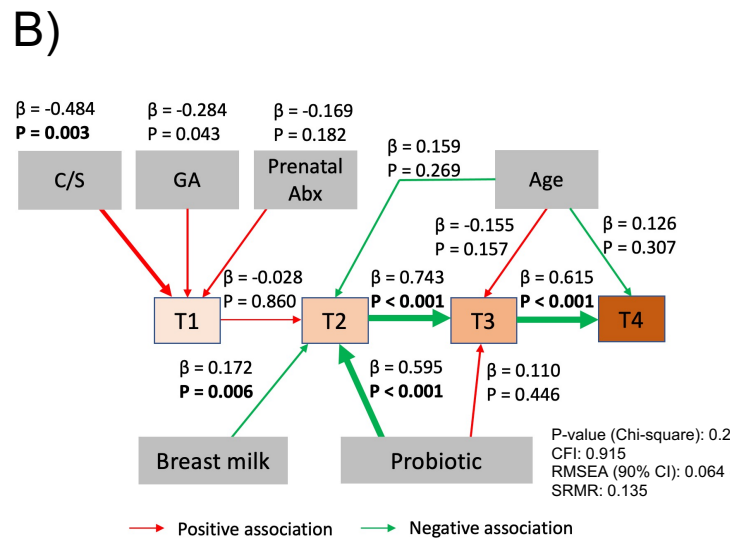 B)
β = -0.484
P = 0.003
β = -0.284
P = 0.043
β = -0.169
P = 0.182
C/S
GA
Prenatal
Abx
β = 0.159
P = 0.269
Age
β = -0.155
P = 0.157
β = 0.126
P = 0.307
β = -0.028
P = 0.860
β = 0.743
P < 0.001
β = 0.615
P < 0.001
T1
T2
T3
T4
β = 0.172
P = 0.006
β = 0.595
P < 0.001
β = 0.110
P = 0.446
Breast milk
Probiotic
P-value (Chi-square): 0.2
CFI: 0.915
RMSEA (90% CI): 0.064
SRMR: 0.135
Positive association
Negative association